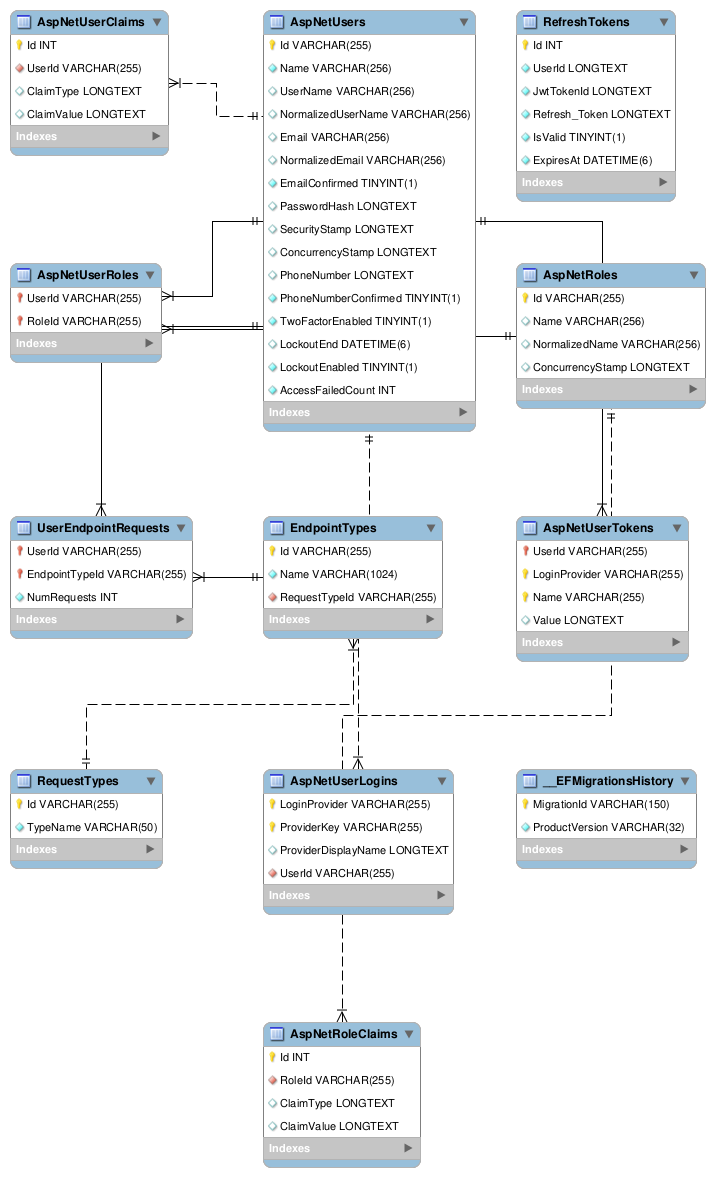 AspNetUserClaims
Id INT
UserId VARCHAR(255)
ClaimType LONGTEXT
ClaimValue LONGTEXT
Indexes
AspNetUsers
Id VARCHAR(255)
Name VARCHAR(256)
UserName VARCHAR(256)
NormalizedUserName VARCHAR(256)
Email VARCHAR(256)
NormalizedEmail VARCHAR(256)
EmailConfirmed TINYINT(1)
PasswordHash LONGTEXT
SecurityStamp LONGTEXT
ConcurrencyStamp LONGTEXT
PhoneNumber LONGTEXT
PhoneNumberConfirmed TINYINT(1)
TwoFactorEnabled TINYINT(1)
LockoutEnd DATETIME(6)
LockoutEnabled TINYINT(1)
AccessFailedCount INT
Indexes
RefreshTokens
Id INT
UserId LONGTEXT
JwtTokenId LONGTEXT
Refresh_Token LONGTEXT
IsValid TINYINT(1)
ExpiresAt DATETIME(6)
Indexes
AspNetUserRoles
UserId VARCHAR(255)
RoleId VARCHAR(255)
Indexes
AspNetRoles
Id VARCHAR(255)
Name VARCHAR(256)
NormalizedName VARCHAR(256)
ConcurrencyStamp LONGTEXT
Indexes
UserEndpointRequests
UserId VARCHAR(255)
EndpointTypeId VARCHAR(255)
NumRequests INT
Indexes
EndpointTypes
Id VARCHAR(255)
Name VARCHAR(1024)
RequestTypeId VARCHAR(255)
Indexes
AspNetUserTokens
UserId VARCHAR(255)
LoginProvider VARCHAR(255)
Name VARCHAR(255)
Value LONGTEXT
Indexes
RequestTypes
Id VARCHAR(255)
TypeName VARCHAR(50)
Indexes
AspNetUserLogins
LoginProvider VARCHAR(255)
ProviderKey VARCHAR(255)
ProviderDisplayName LONGTEXT
UserId VARCHAR(255)
Indexes
__EFMigrationsHistory
MigrationId VARCHAR(150)
ProductVersion VARCHAR(32)
Indexes
AspNetRoleClaims
Id INT
RoleId VARCHAR(255)
ClaimType LONGTEXT
ClaimValue LONGTEXT
Indexes